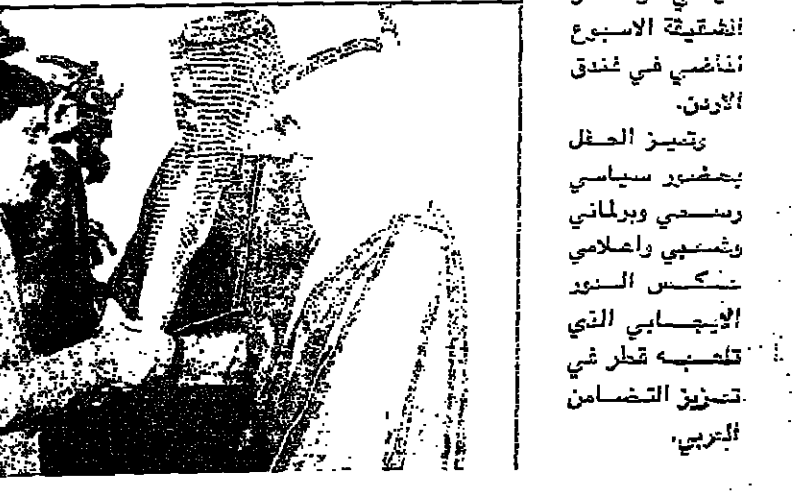 الشقيقة الاسبوع
الماضي في فندق
الاردن.
وتميز الحفل
بحضور سياسي
رسمي وبرلماني
وشعبي واعلامي
عكس الدور
الايجابي الذي
تلعبه قطر في
تعزيز التضامن
العربي.